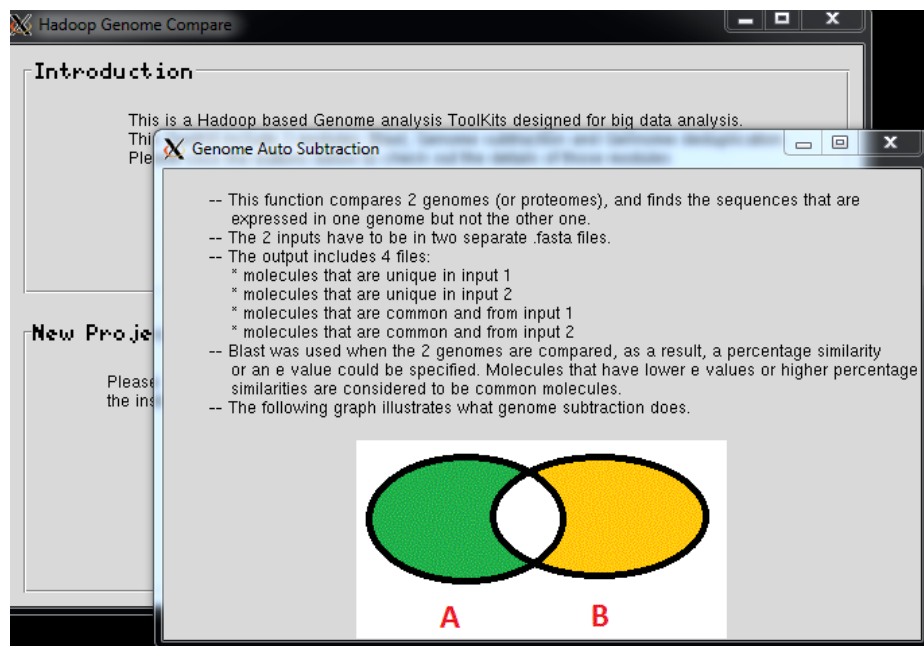 Hadoop Genome Compare
Introduction
This is a Hadoop based Genome analysis ToolKits designed for big data analysis.
Thi
Ple
Genome Auto Subtraction
-- This function compares 2 genomes (or proteomes), and finds the sequences that are
expressed in one genome but not the other one.
-- The 2 inputs have to be in two separate .fasta files.
-- The output includes 4 files:
* molecules that are unique in input 1
* molecules that are unique in input 2
* molecules that are common and from input 1
* molecules that are common and from input 2
-- Blast was used when the 2 genomes are compared, as a result, a percentage similarity
or an e value could be specified. Molecules that have lower e values or higher percentage
similarities are considered to be common molecules.
-- The following graph illustrates what genome subtraction does.
A B
New Proje
Please
the ins